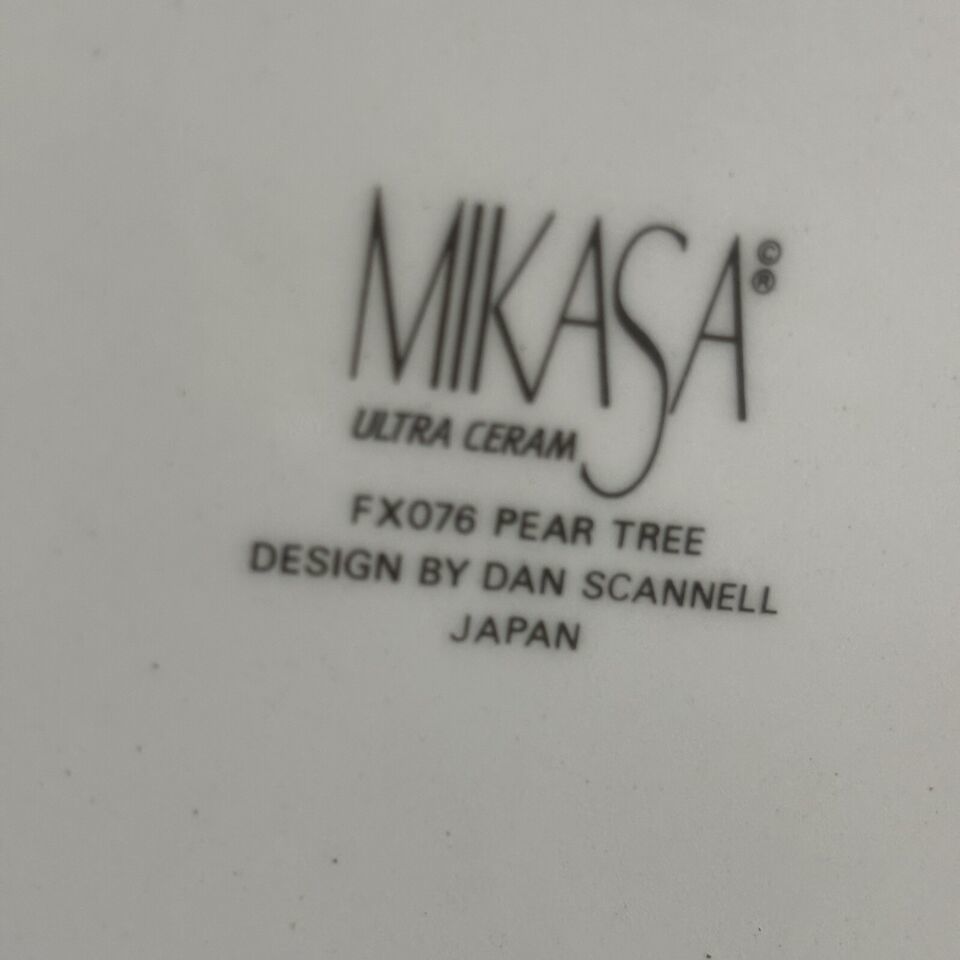 MIKASA©®
ULTRA CERAM
FX076 PEAR TREE
DESIGN BY DAN SCANNELL
JAPAN